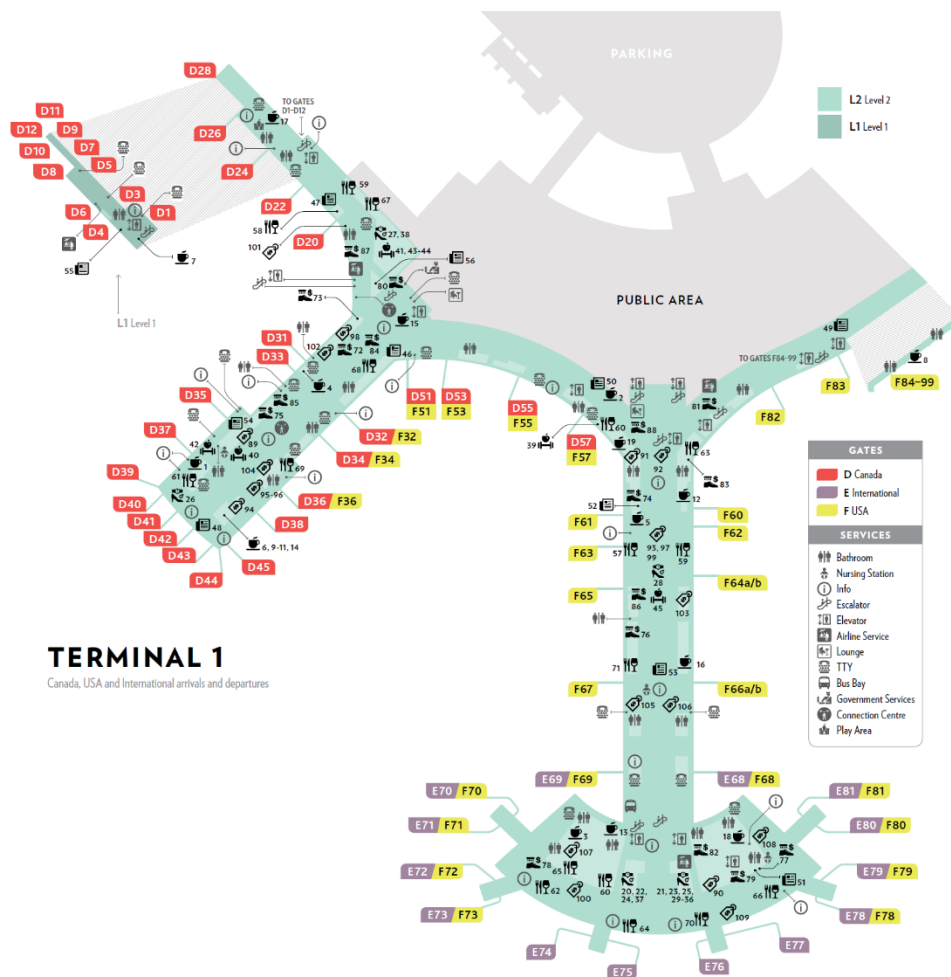 PARKING
D28
TO GATES
D1-D12
D11
D12
D9
D10
D7
D8
D5
D26
17
D24
D3
D6
D1
D4
55
7
L1 Level 1
L2 Level 2
L1 Level 1
D22
47
59
67
58
101
D20
27, 38
87
41, 43-44
56
80
73
15
PUBLIC AREA
98
102
72
84
46
68
D31
D33
4
85
D35
75
54
89
D37
42
40
D39
1
61
104
69
26
95-96
94
D40
D41
D42
D43
D44
D45
48
6, 9-11, 14
D38
D36 F36
D34 F34
D32 F32
D51
F51
D53
F53
D55
F55
D57
F57
50
2
60
39
19
91
88
92
81
63
83
49
TO GATES F84-99
8
F84-99
F83
F82
74
52
5
12
F60
F61
F62
F63
57
93, 97
99
59
28
F64a/b
F65
86
45
103
76
71
53
16
F67
F66a/b
105
106
E69 F69
E68 F68
E70 F70
E71 F71
E72 F72
E73 F73
E74
E75
E76
E77
E78 F78
E79 F79
E80 F80
E81 F81
3
13
107
78
65
62
100
60
20, 22,
24, 37
21, 23, 25,
29-36
64
70
109
90
66
51
79
77
82
18
108
GATES
D Canada
E International
F USA
SERVICES
Bathroom
Nursing Station
Info
Escalator
Elevator
Airline Service
Lounge
TTY
Bus Bay
Government Services
Connection Centre
Play Area
TERMINAL 1
Canada, USA and International arrivals and departures